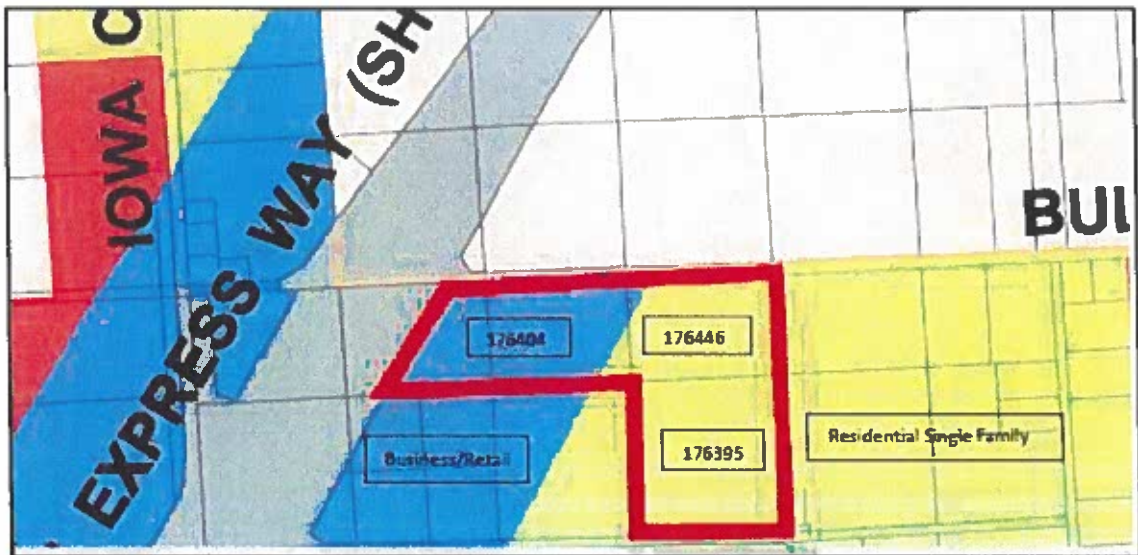 IOWA C
EXPRESS WAY (SH
BUI
176404
176446
176395
Business/Retail
Residential Single Family